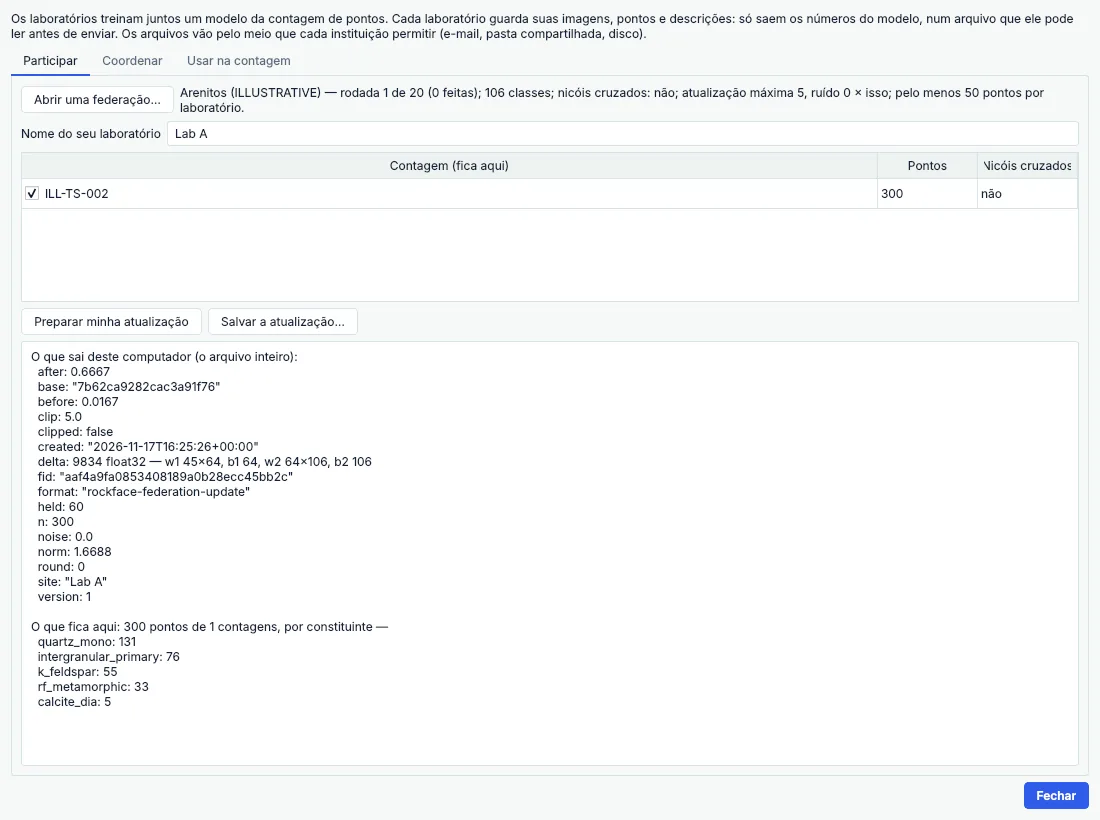 Os laboratórios treinam juntos um modelo da contagem de pontos. Cada laboratório guarda suas imagens, pontos e descrições: só saem os números do modelo, num arquivo que ele pode
ler antes de enviar. Os arquivos vão pelo meio que cada instituição permitir (e-mail, pasta compartilhada, disco).
Participar Coordenar Usar na contagem
Abrir uma federação... Arenitos (ILLUSTRATIVE) — rodada 1 de 20 (0 feitas); 106 classes; nicóis cruzados: não; atualização máxima 5, ruído 0 × isso; pelo menos 50 pontos por
laboratório.
Nome do seu laboratório Lab A
Contagem (fica aqui) Pontos Nicóis cruzados
ILL-TS-002 300 não
Preparar minha atualização Salvar a atualização...
O que sai deste computador (o arquivo inteiro):
after: 0.6667
base: "7b62ca9282cac3a91f76"
before: 0.0167
clip: 5.0
clipped: false
created: "2026-11-17T16:25:26+00:00"
delta: 9834 float32 — w1 45×64, b1 64, w2 64×106, b2 106
fid: "aaf4a9fa0853408189a0b28ecc45bb2c"
format: "rockface-federation-update"
held: 60
n: 300
noise: 0.0
norm: 1.6688
round: 0
site: "Lab A"
version: 1
O que fica aqui: 300 pontos de 1 contagens, por constituinte —
quartz_mono: 131
intergranular_primary: 76
k_feldspar: 55
rf_metamorphic: 33
calcite_dia: 5
Fechar